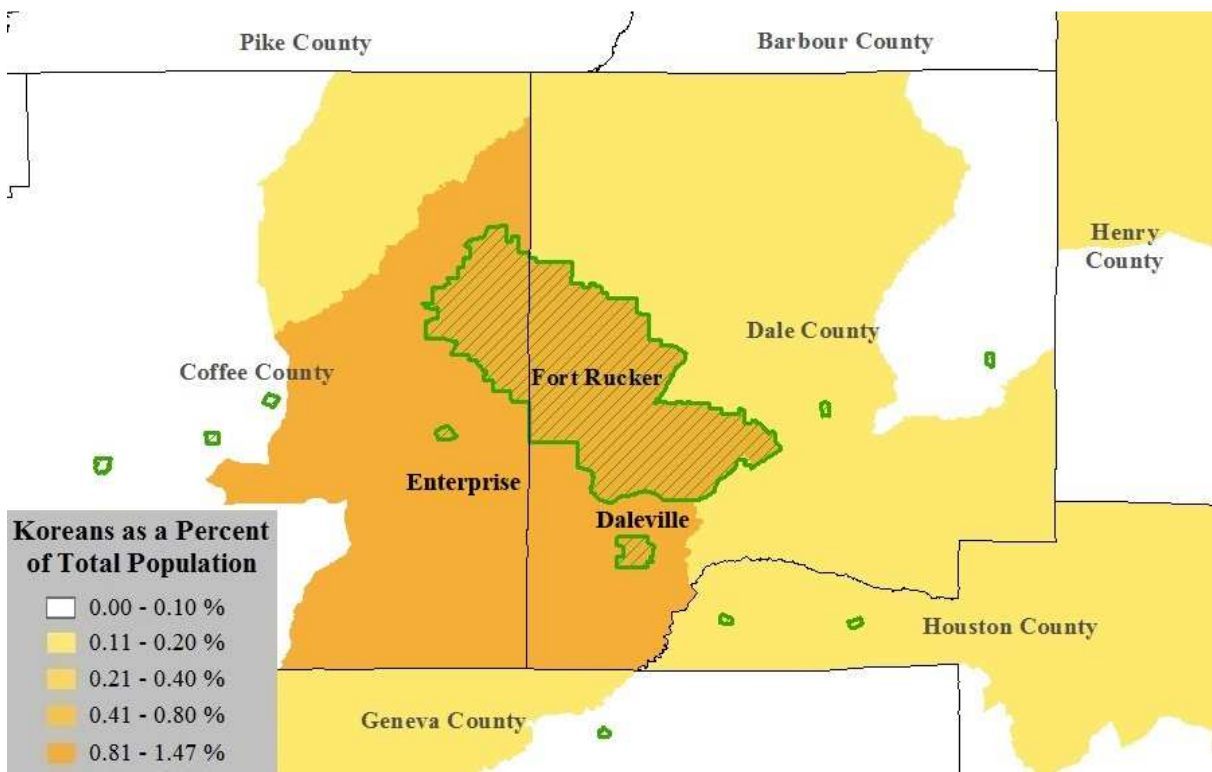 Pike County
Barbour County
Henry
County
Dale County
Coffee County
Fort Rucker
Enterprise
Daleville
Houston County
Geneva County
Koreans as a Percent
of Total Population
0.00 - 0.10 %
0.11 - 0.20 %
0.21 - 0.40 %
0.41 - 0.80 %
0.81 - 1.47 %